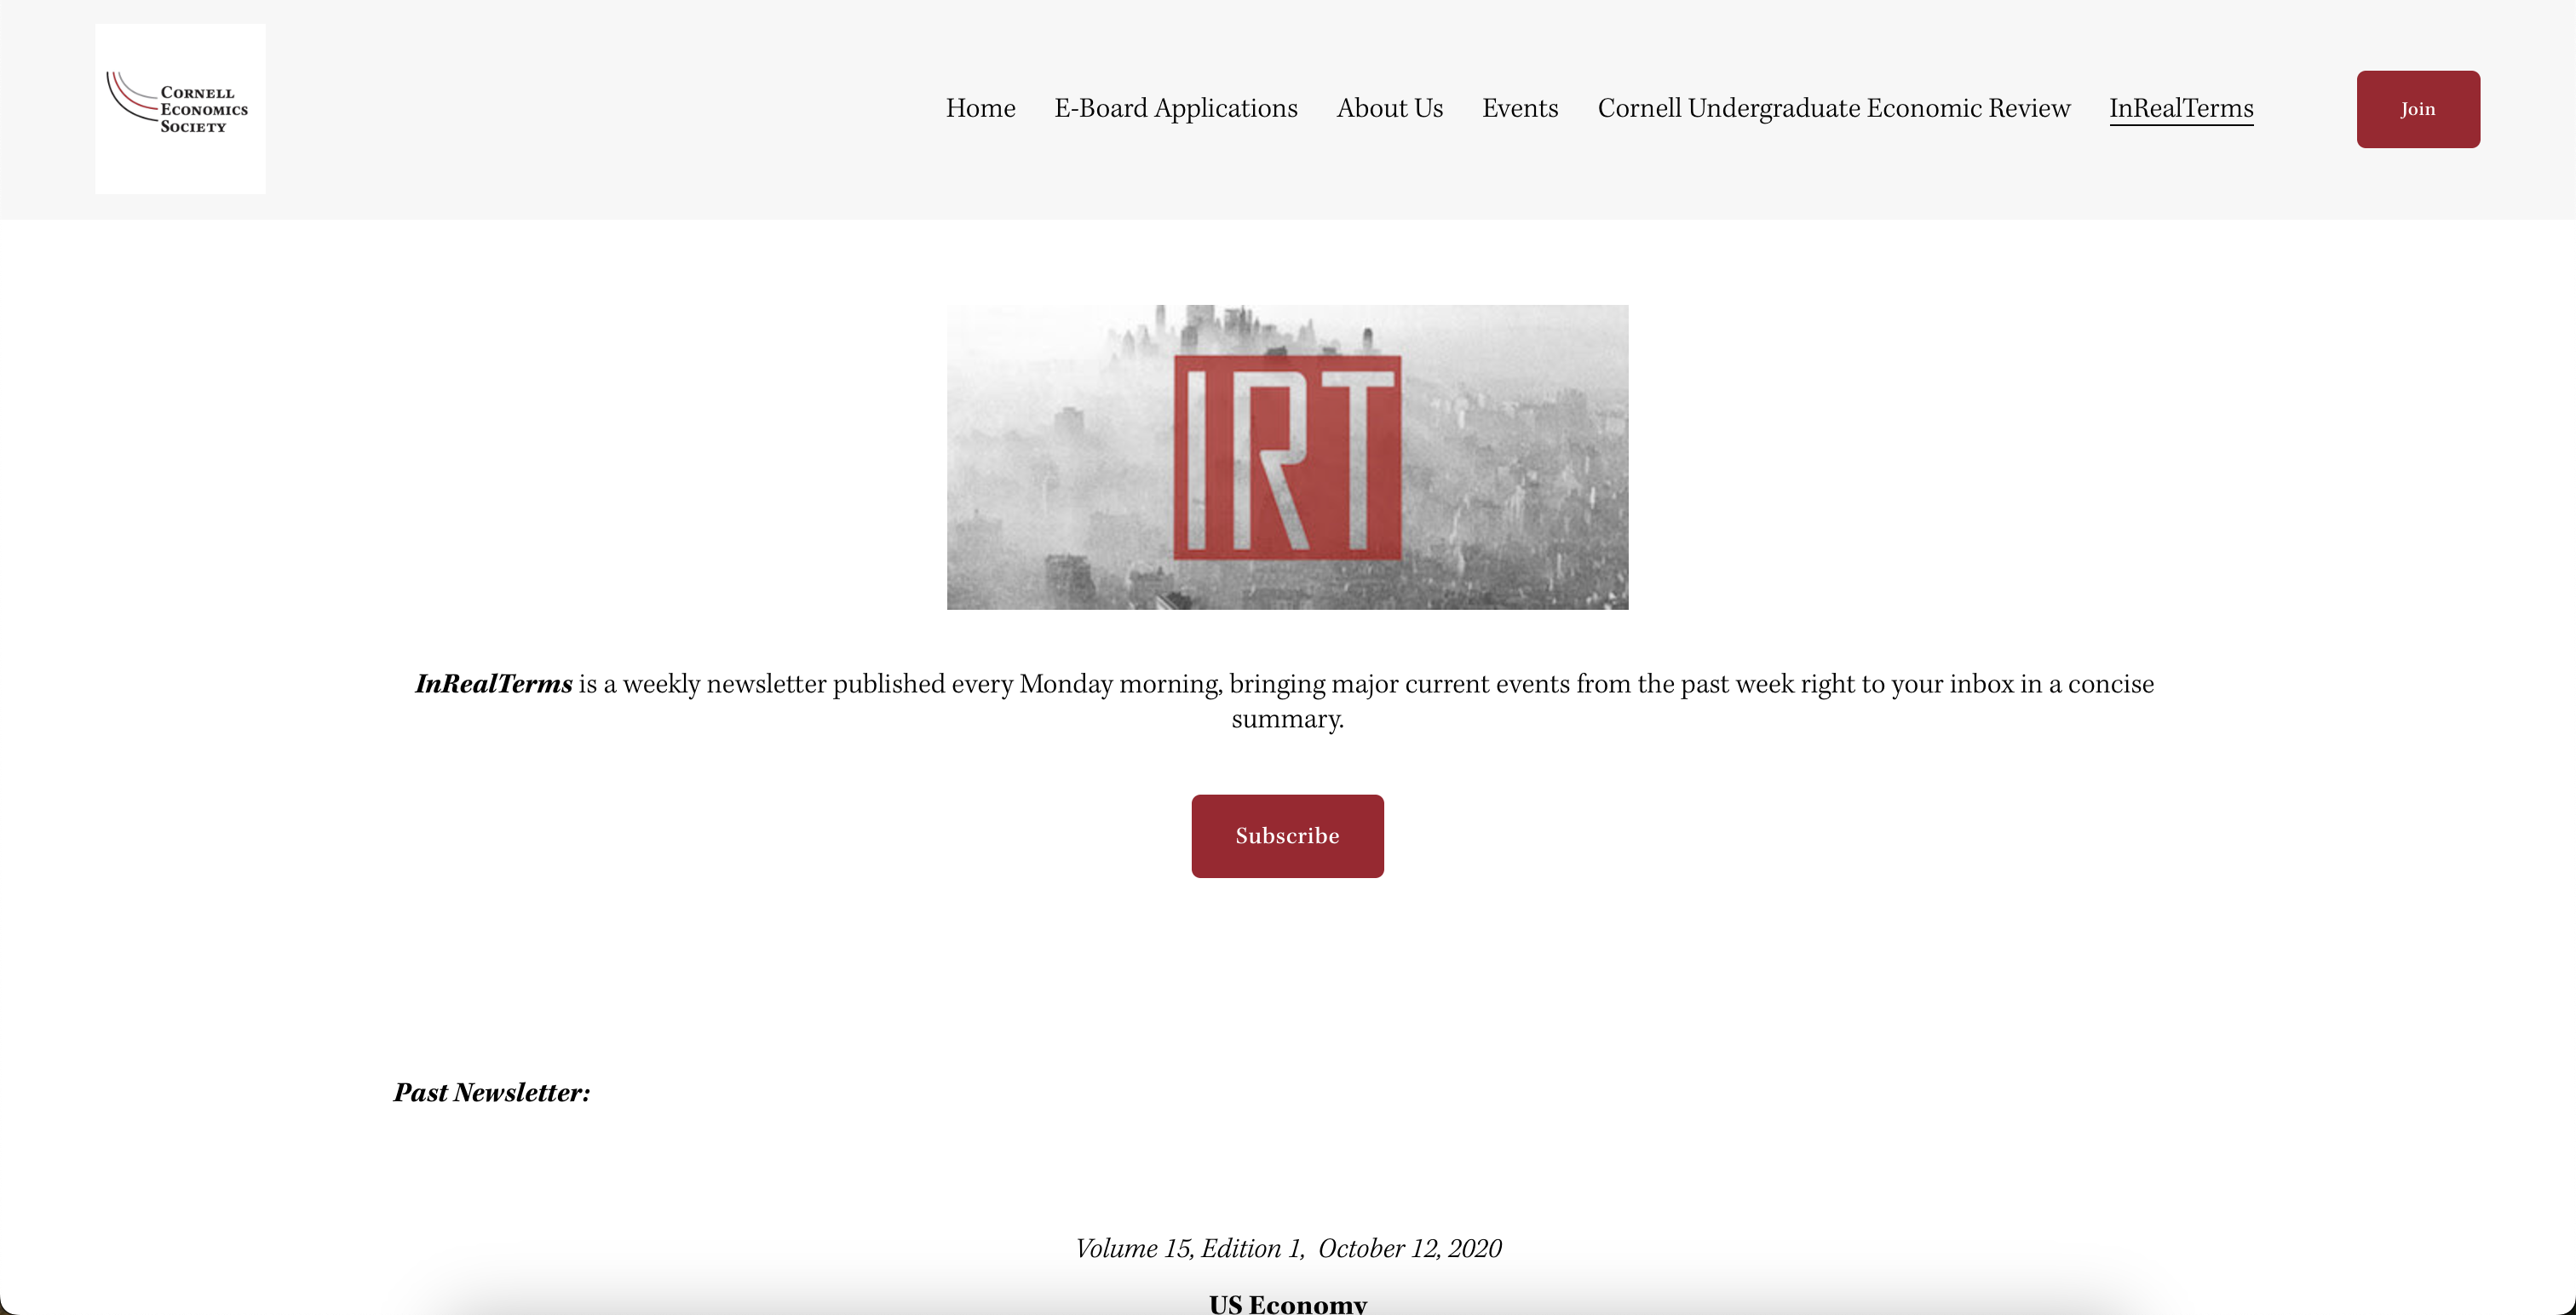 CORNELL
ECONOMICS
SOCIETY
Home E-Board Applications About Us Events Cornell Undergraduate Economic Review InRealTerms Join
IRT
InRealTerms is a weekly newsletter published every Monday morning, bringing major current events from the past week right to your inbox in a concise
summary.
Subscribe
Past Newsletter:
Volume 15, Edition 1, October 12, 2020
US Economy